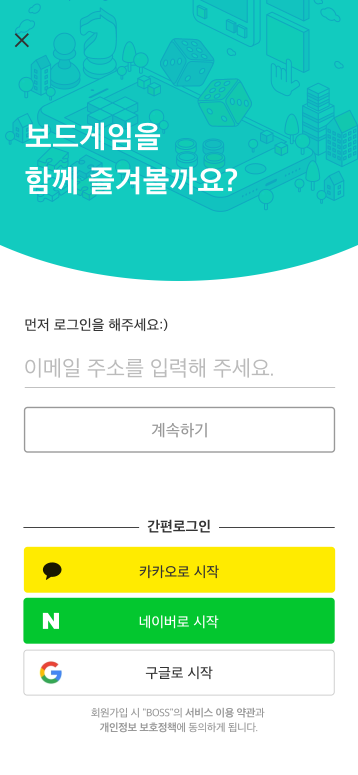 보드게임을
함께 즐겨볼까요?
먼저 로그인을 해주세요:)
이메일 주소를 입력해 주세요.
계속하기
간편로그인
카카오로 시작
네이버로 시작
구글로 시작
회원가입 시 "BOSS"의 서비스 이용 약관과
개인정보 보호정책에 동의하게 됩니다.